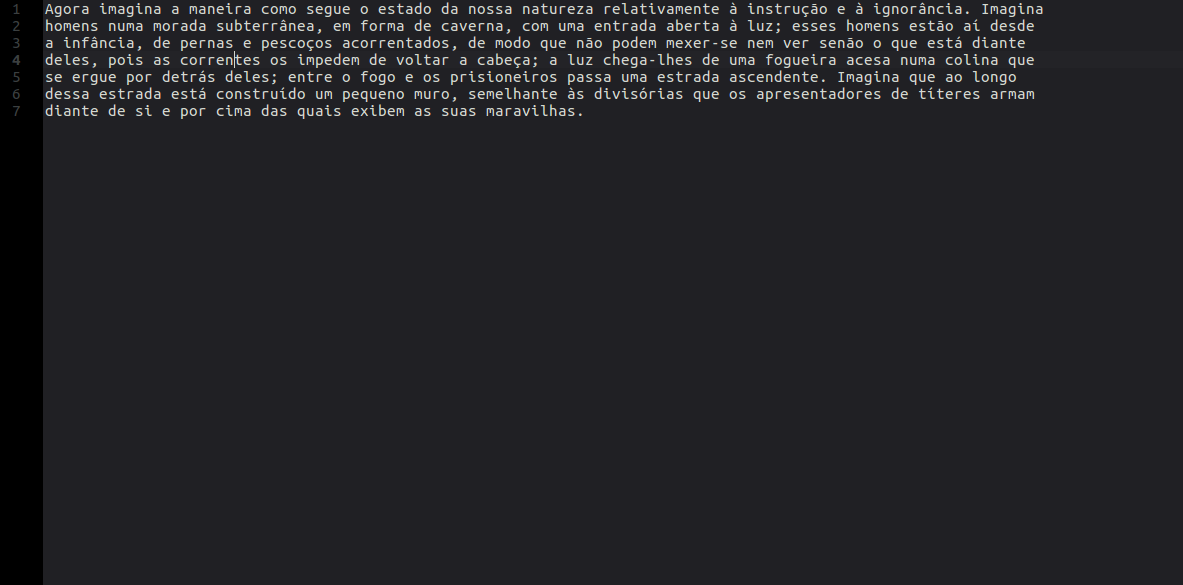 1 Agora imagina a maneira como segue o estado da nossa natureza relativamente à instrução e à ignorância. Imagina
2 homens numa morada subterrânea, em forma de caverna, com uma entrada aberta à luz; esses homens estão aí desde
3 a infância, de pernas e pescoços acorrentados, de modo que não podem mexer-se nem ver senão o que está diante
4 deles, pois as correntes os impedem de voltar a cabeça; a luz chega-lhes de uma fogueira acesa numa colina que
5 se ergue por detrás deles; entre o fogo e os prisioneiros passa uma estrada ascendente. Imagina que ao longo
6 dessa estrada está construído um pequeno muro, semelhante às divisórias que os apresentadores de títeres armam
7 diante de si e por cima das quais exibem as suas maravilhas.